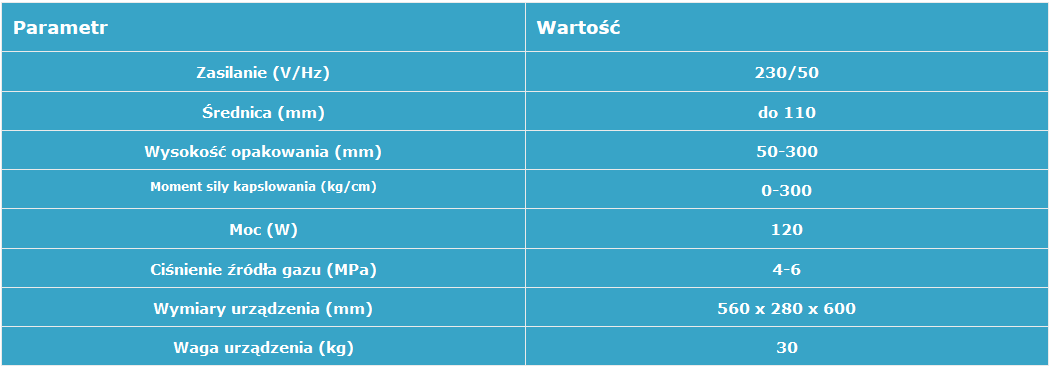 Parametr Wartość
Zasilanie (V/Hz) 230/50
Średnica (mm) do 110
Wysokość opakowania (mm) 50-300
Moment sily kapslowania (kg/cm) 0-300
Moc (W) 120
Ciśnienie źródła gazu (MPa) 4-6
Wymiary urządzenia (mm) 560 x 280 x 600
Waga urządzenia (kg) 30